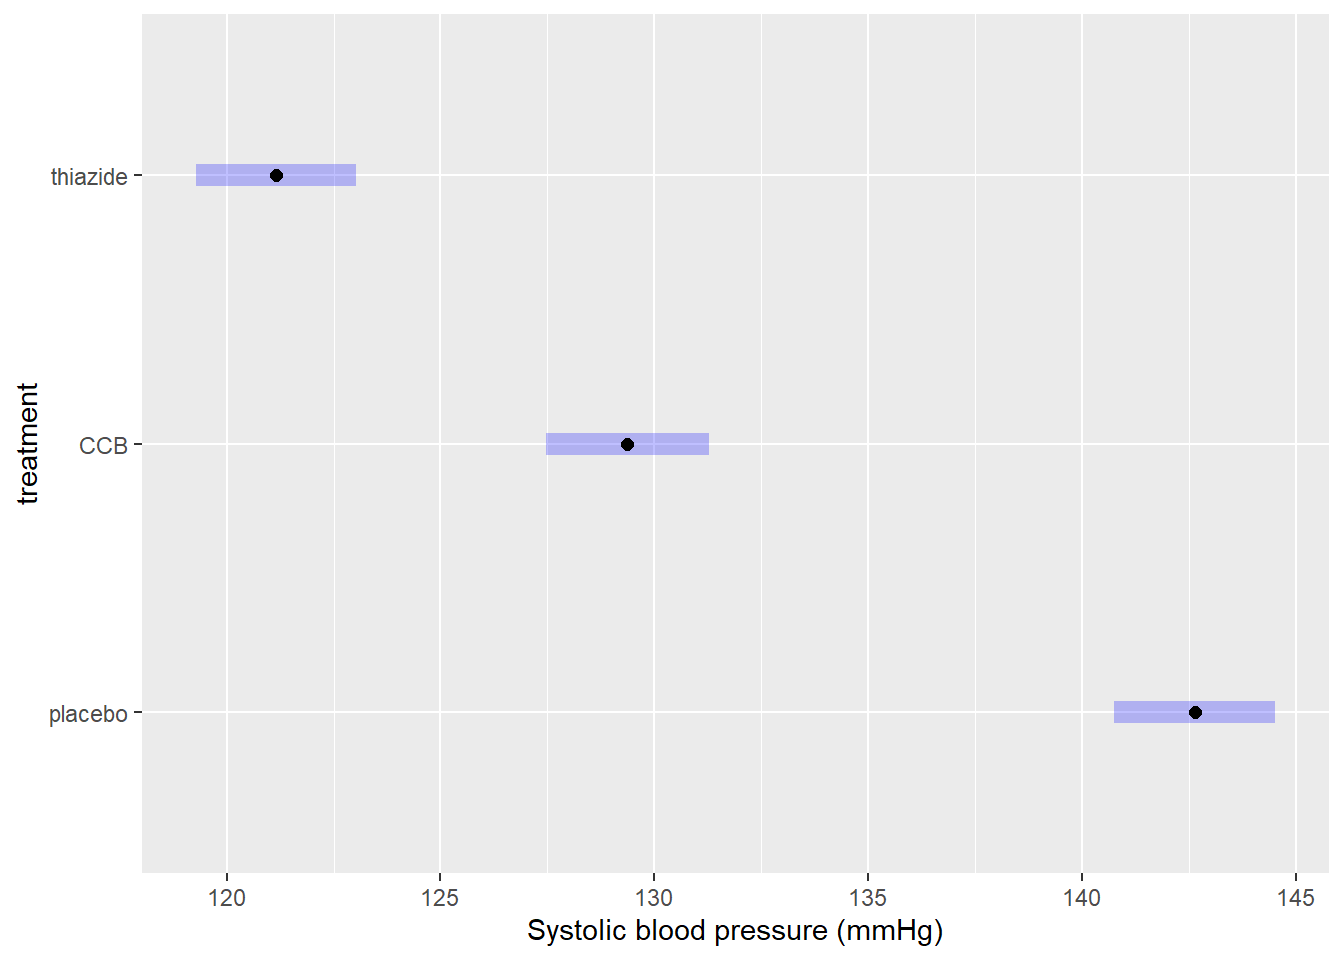 thiazide
CCB
placebo
treatment
120 125 130 135 140 145
Systolic blood pressure (mmHg)